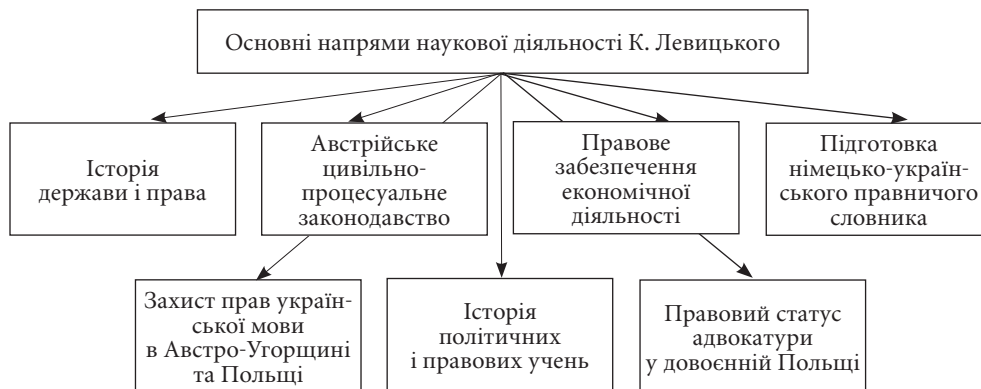 Основні напрями наукової діяльності К. Левицького
Історія
держави і права
Австрійське
цивільно-
процесуальне
законодавство
Правове
забезпечення
економічної
діяльності
Підготовка
німецько-україн-
ського правничого
словника
Захист прав україн-
ської мови
в Австро-Угорщині
та Польщі
Історія
політичних
і правових учень
Правовий статус
адвокатури
у довоєнній Польщі